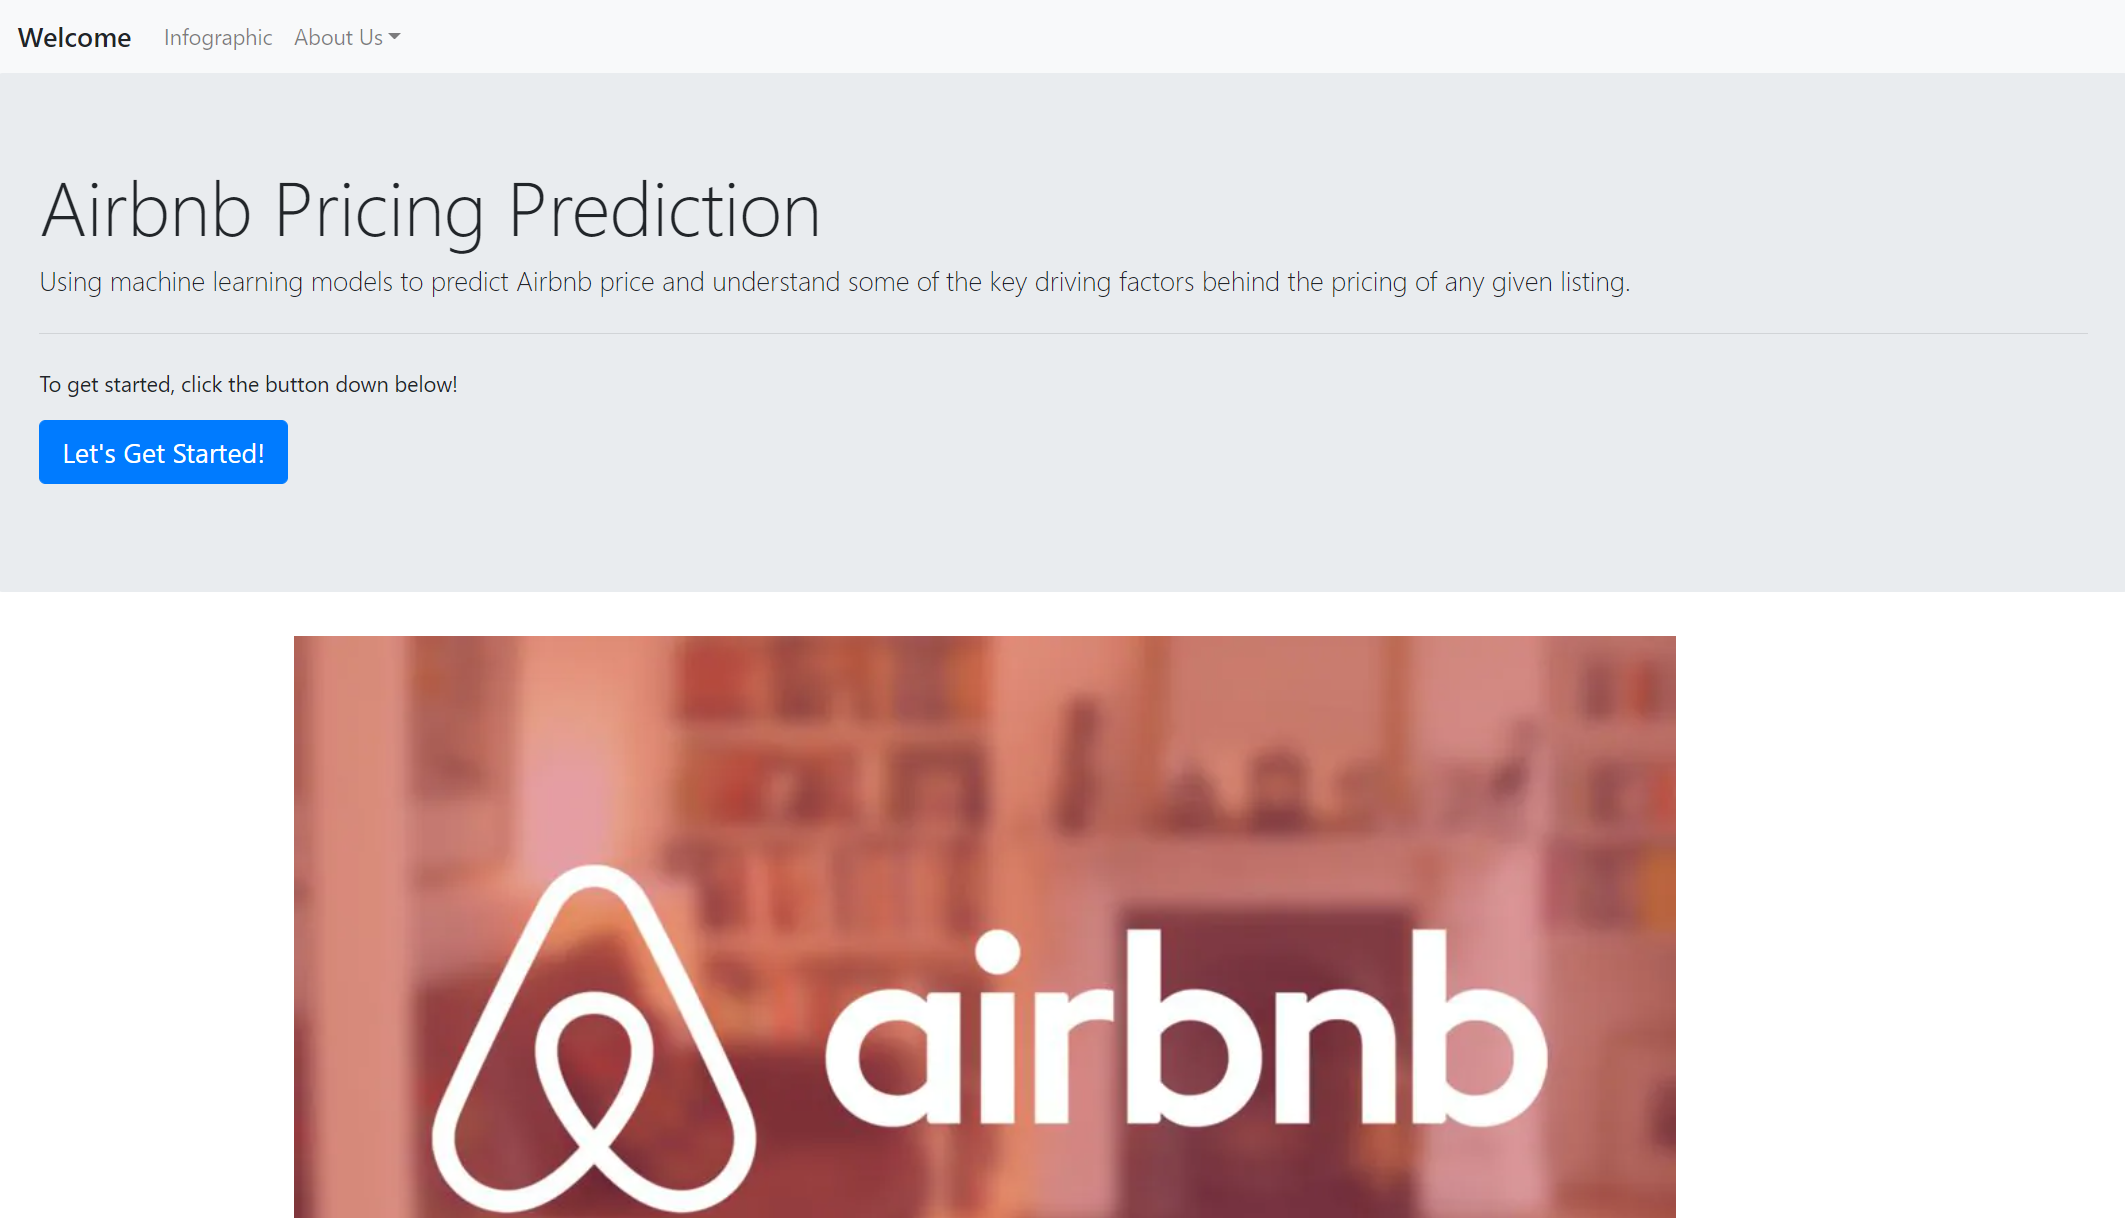 Welcome Infographic About Us
Airbnb Pricing Prediction
Using machine learning models to predict Airbnb price and understand some of the key driving factors behind the pricing of any given listing.
To get started, click the button down below!
Let's Get Started!
airbnb